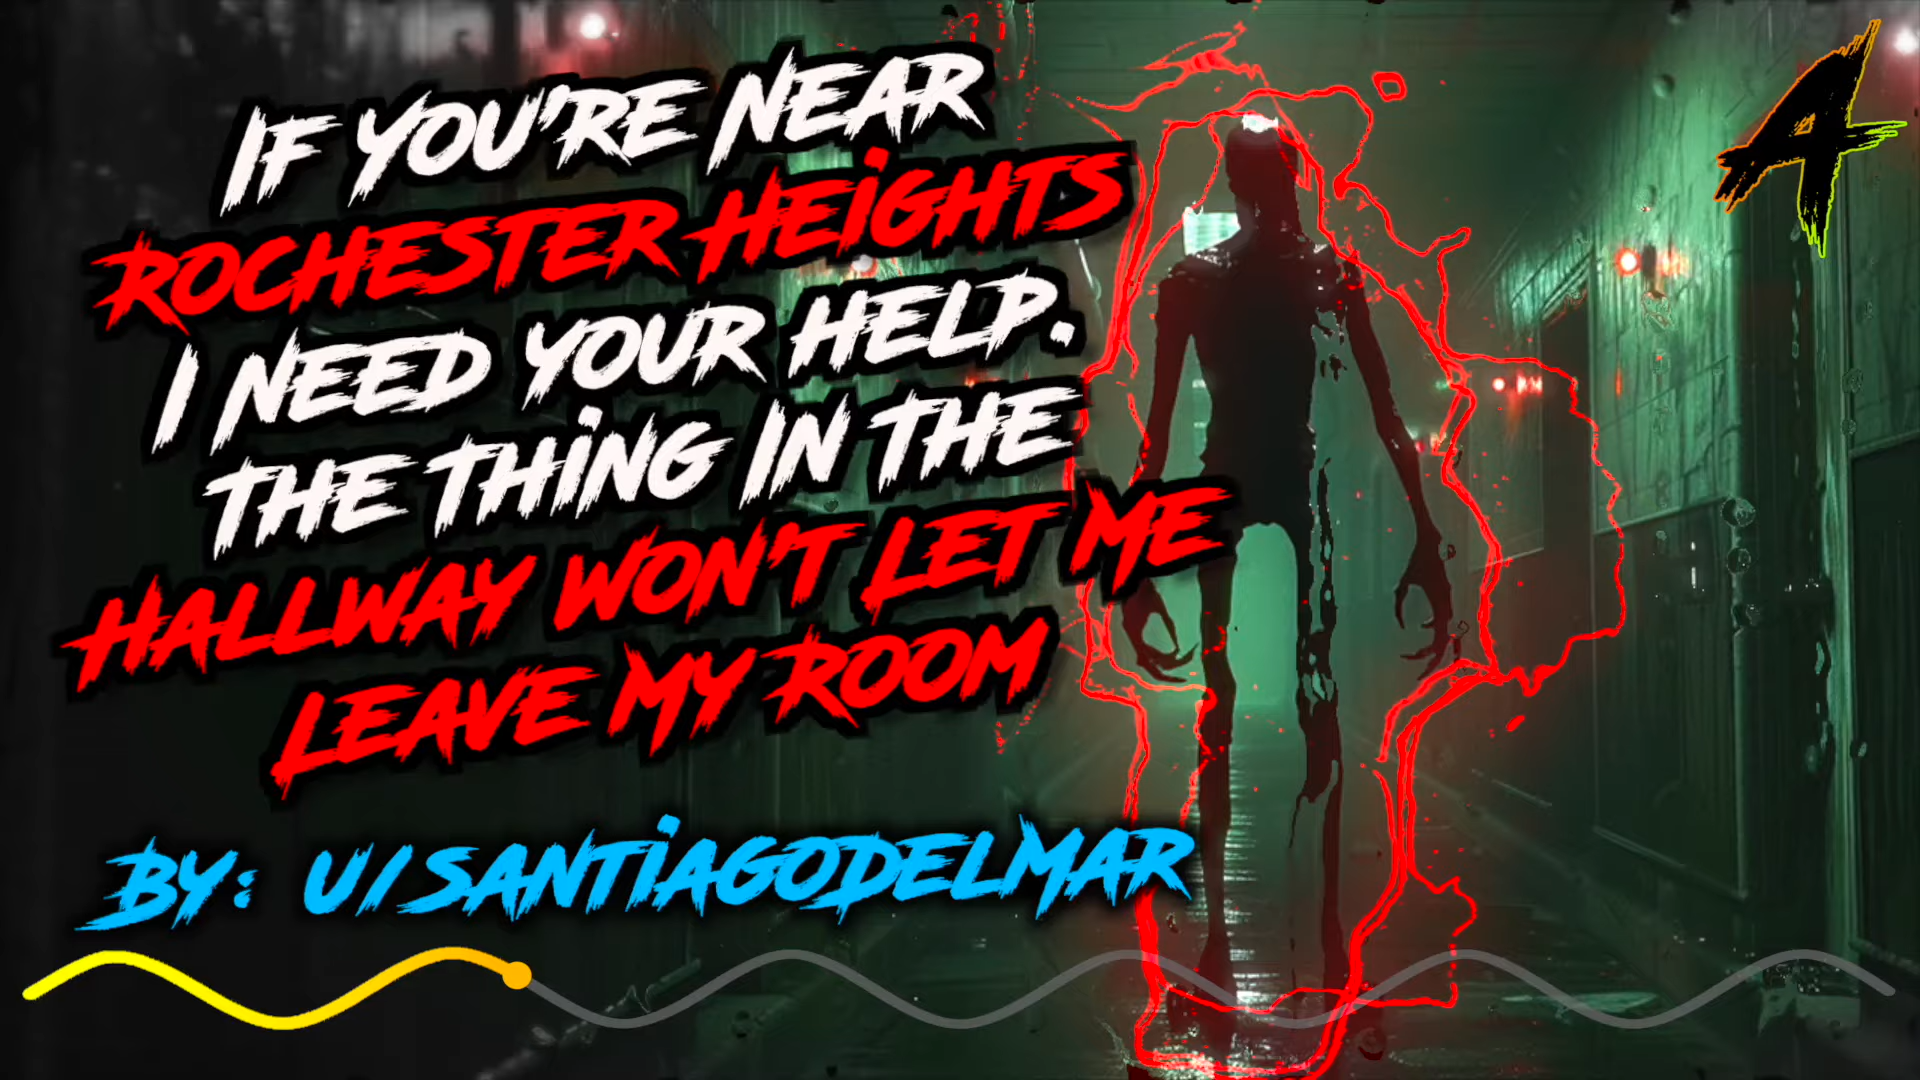 IF YOU'RE NEAR
ROCHESTER HEIGHTS
I NEED YOUR HELP.
THE THING IN THE
HALLWAY WON'T LET ME
LEAVE MY ROOM
BY: U/SANTIAGODELMAR
A